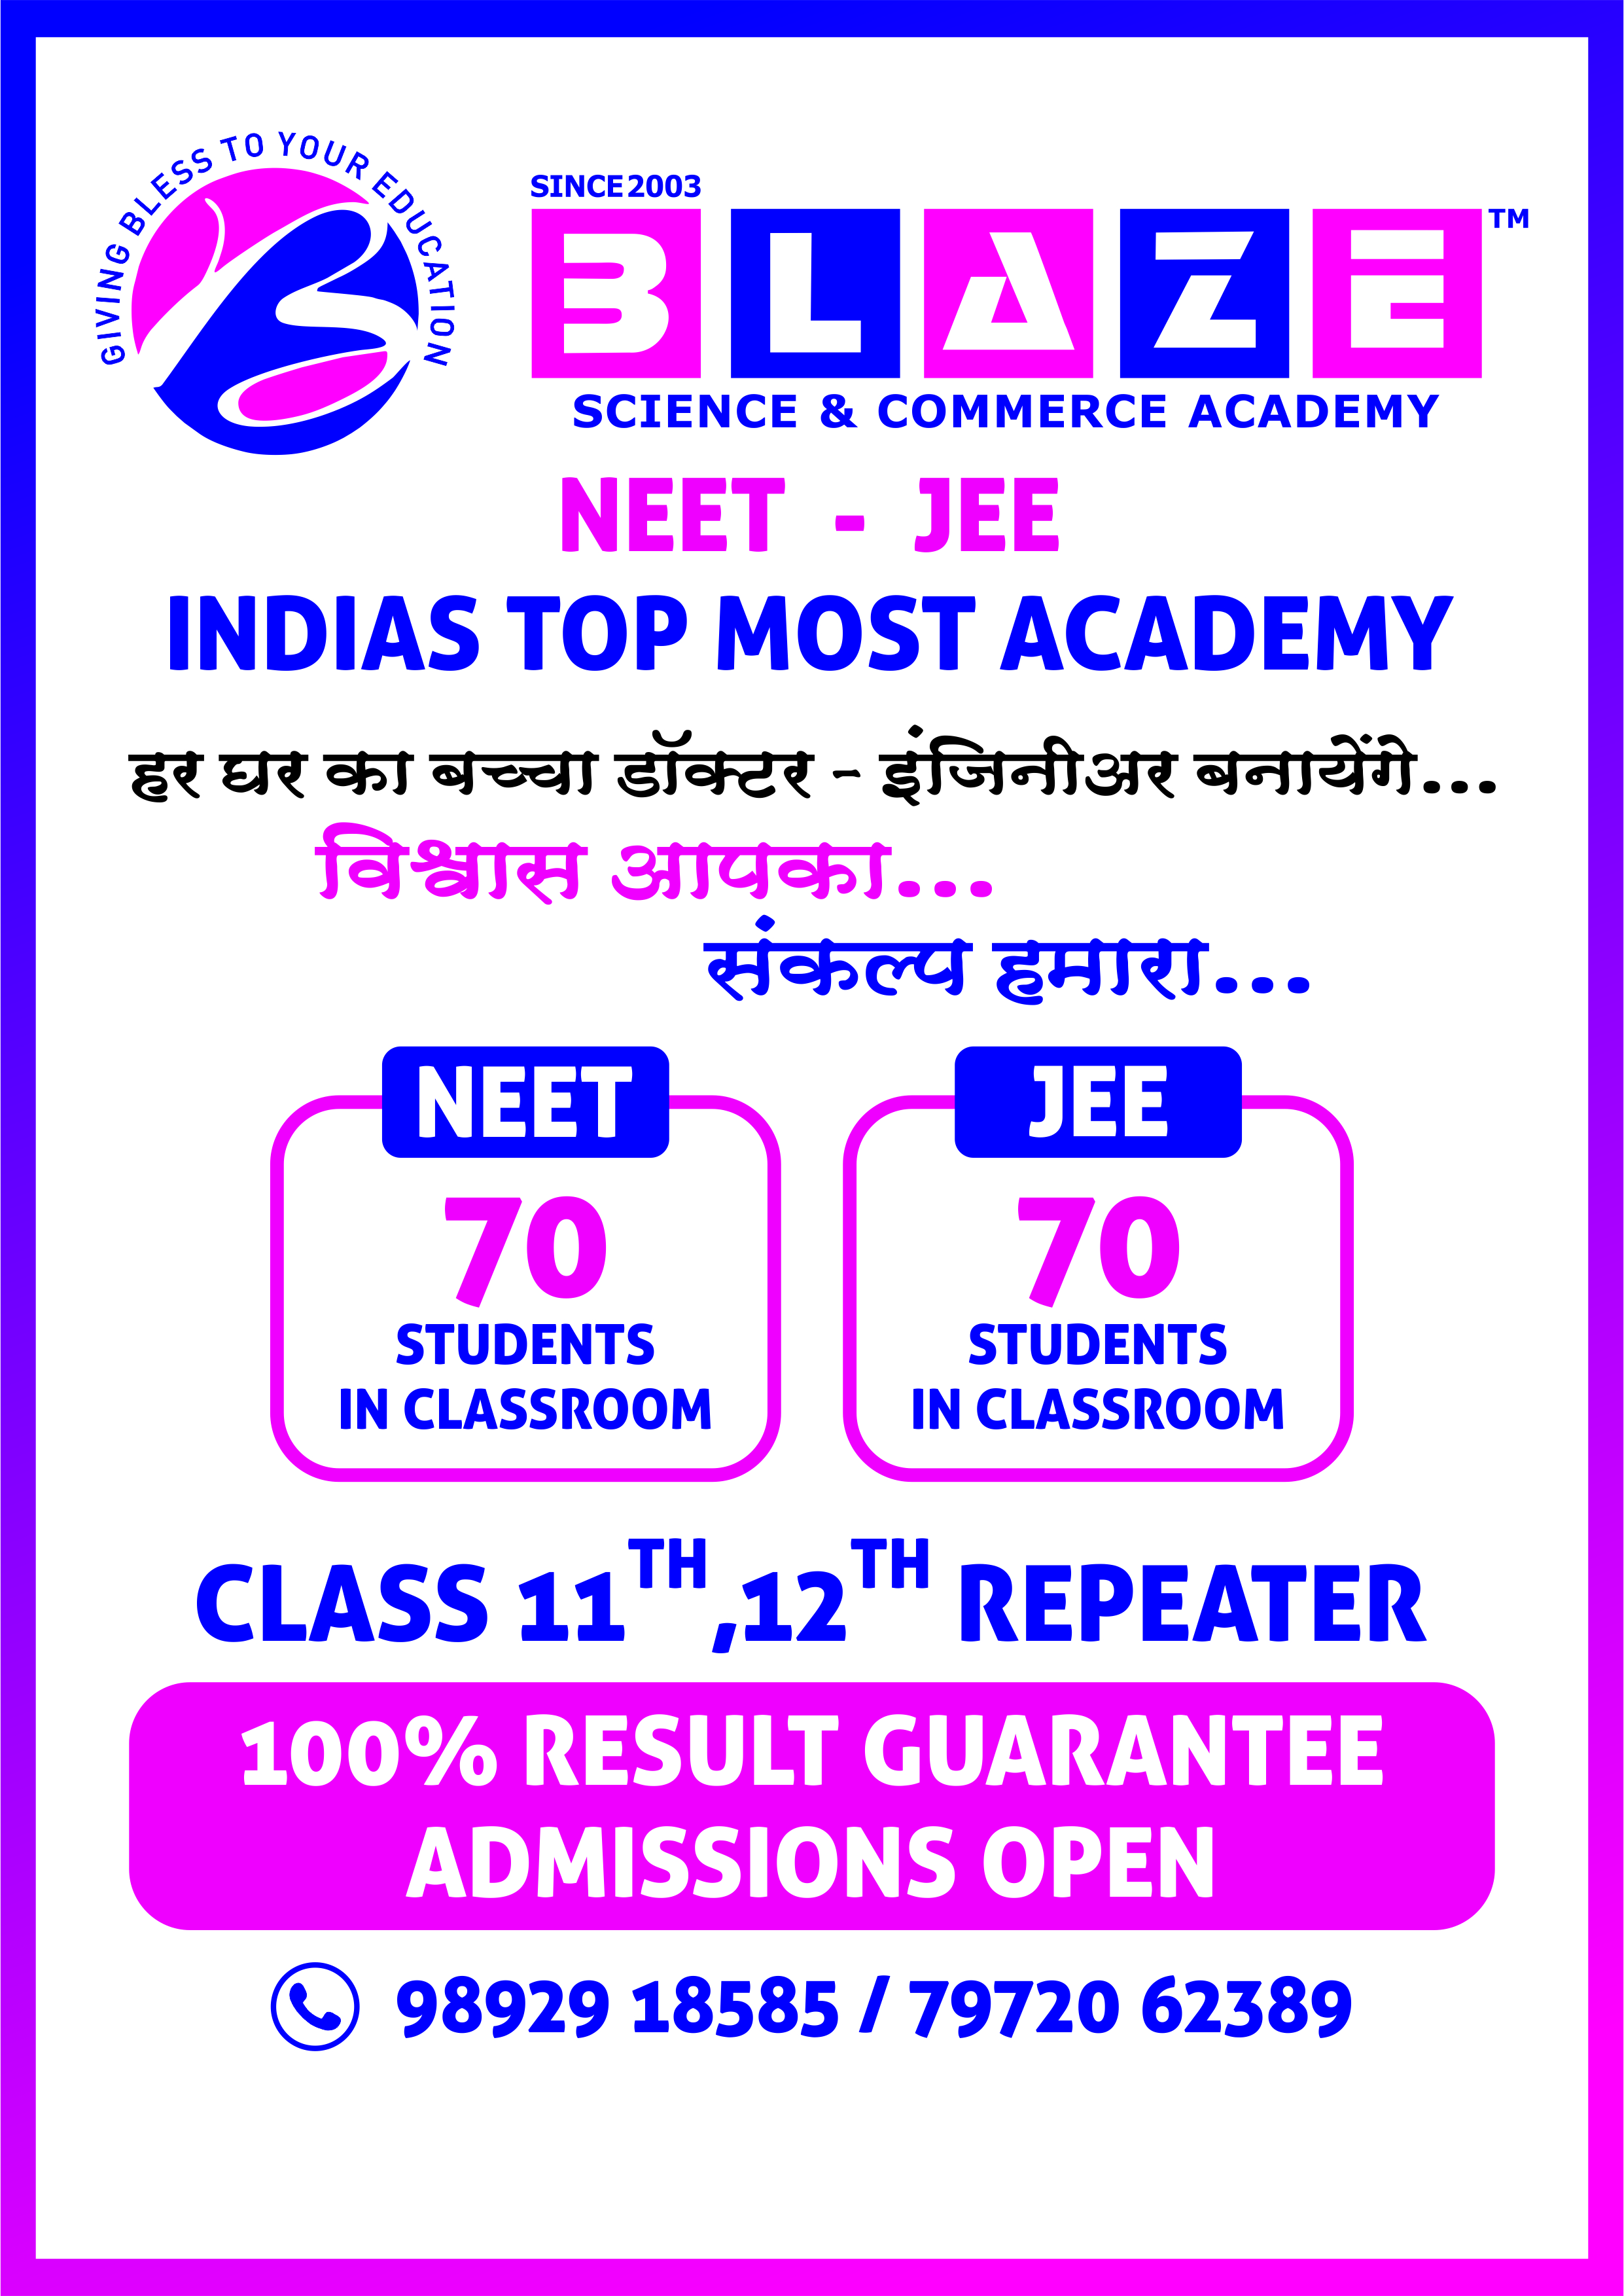 GIVING BLESS TO YOUR EDUCATION
SINCE 2003
BLAZE TM
SCIENCE & COMMERCE ACADEMY
NEET - JEE
INDIAS TOP MOST ACADEMY
हर घर का बच्चा डॉक्टर - इंजिनीअर बनायेंगे...
विश्वास आपका...
संकल्प हमारा...
NEET
70
STUDENTS
IN CLASSROOM
JEE
70
STUDENTS
IN CLASSROOM
CLASS 11TH,12TH REPEATER
100% RESULT GUARANTEE
ADMISSIONS OPEN
98929 18585 / 79720 62389